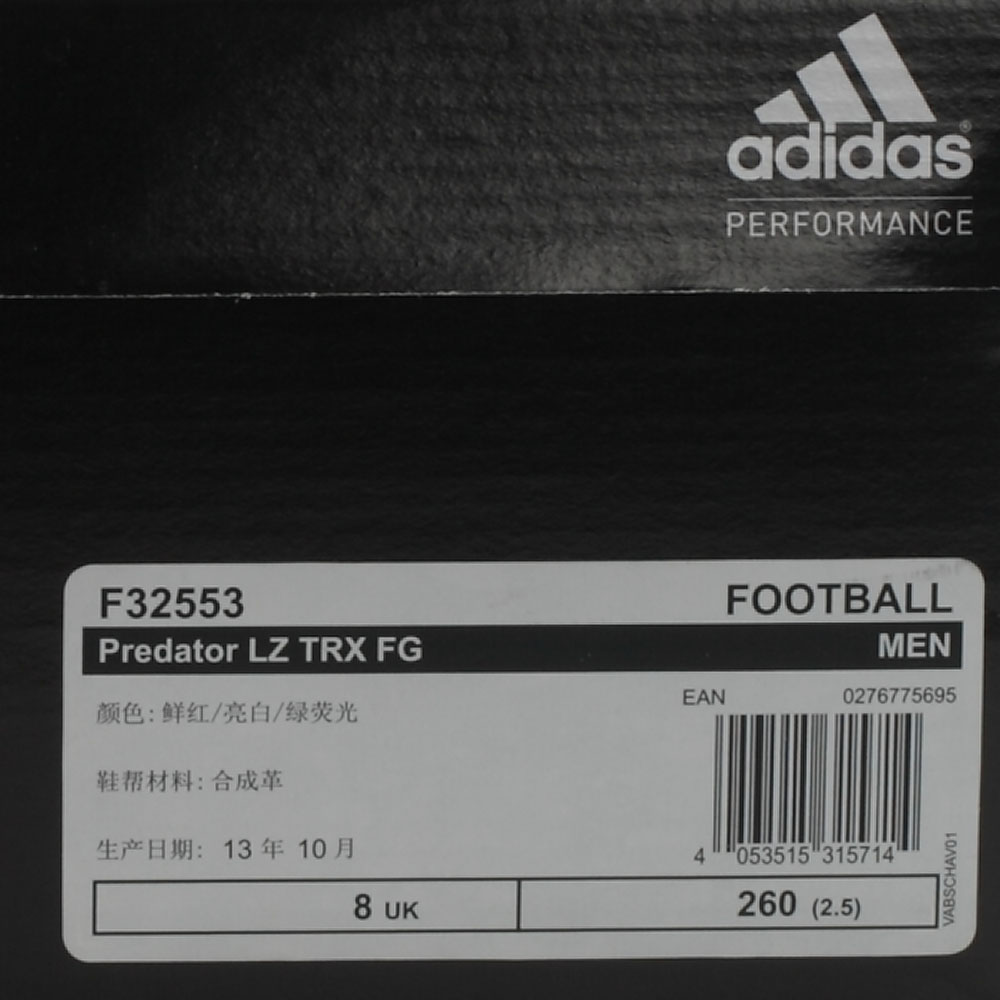 adidas®
PERFORMANCE
F32553 FOOTBALL
Predator LZ TRX FG MEN
颜色: 鲜红/亮白/绿荧光
EAN 0276775695
鞋帮材料: 合成革
生产日期: 13 年 10 月
4 053515 315714
VABSCHAV01
8 UK 260 (2.5)